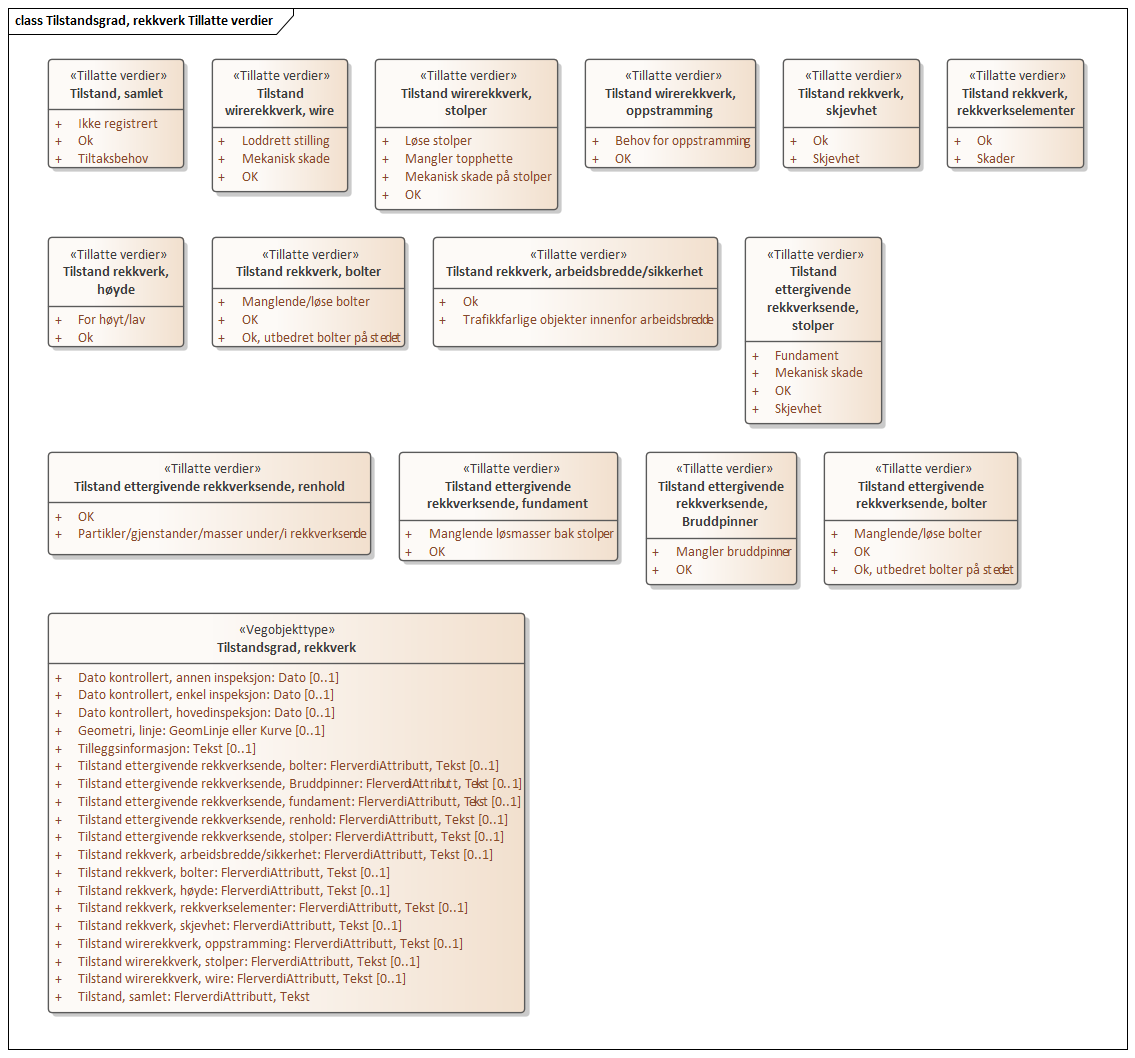 class Tilstandsgrad, rekkverk Tillatte verdier
«Tillatte verdier»
Tilstand, samlet
+ Ikke registrert
+ Ok
+ Tiltaksbehov
«Tillatte verdier»
Tilstand
wirerekkverk, wire
+ Loddrett stilling
+ Mekanisk skade
+ OK
«Tillatte verdier»
Tilstand wirerekkverk,
stolper
+ Løse stolper
+ Mangler topphette
+ Mekanisk skade på stolper
+ OK
«Tillatte verdier»
Tilstand wirerekkverk,
oppstramming
+ Behov for oppstramming
+ OK
«Tillatte verdier»
Tilstand rekkverk,
skjevhet
+ Ok
+ Skjevhet
«Tillatte verdier»
Tilstand rekkverk,
rekkverkselementer
+ Ok
+ Skader
«Tillatte verdier»
Tilstand rekkverk,
høyde
+ For høyt/lav
+ Ok
«Tillatte verdier»
Tilstand rekkverk, bolter
+ Manglende/løse bolter
+ OK
+ Ok, utbedret bolter på stedet
«Tillatte verdier»
Tilstand rekkverk, arbeidsbredde/sikkerhet
+ Ok
+ Trafikkfarlige objekter innenfor arbeidsbredde
«Tillatte verdier»
Tilstand
ettergivende
rekkverksende,
stolper
+ Fundament
+ Mekanisk skade
+ OK
+ Skjevhet
«Tillatte verdier»
Tilstand ettergivende rekkverksende, renhold
+ OK
+ Partikler/gjenstander/masser under/i rekkverksende
«Tillatte verdier»
Tilstand ettergivende
rekkverksende, fundament
+ Manglende løsmasser bak stolper
+ OK
«Tillatte verdier»
Tilstand ettergivende
rekkverksende,
Bruddpinner
+ Mangler bruddpinner
+ OK
«Tillatte verdier»
Tilstand ettergivende
rekkverksende, bolter
+ Manglende/løse bolter
+ OK
+ Ok, utbedret bolter på stedet
«Vegobjekttype»
Tilstandsgrad, rekkverk
+ Dato kontrollert, annen inspeksjon: Dato [0..1]
+ Dato kontrollert, enkel inspeksjon: Dato [0..1]
+ Dato kontrollert, hovedinspeksjon: Dato [0..1]
+ Geometri, linje: GeomLinje eller Kurve [0..1]
+ Tilleggsinformasjon: Tekst [0..1]
+ Tilstand ettergivende rekkverksende, bolter: FlerverdiAttributt, Tekst [0..1]
+ Tilstand ettergivende rekkverksende, Bruddpinner: FlerverdiAttributt, Tekst [0..1]
+ Tilstand ettergivende rekkverksende, fundament: FlerverdiAttributt, Tekst [0..1]
+ Tilstand ettergivende rekkverksende, renhold: FlerverdiAttributt, Tekst [0..1]
+ Tilstand ettergivende rekkverksende, stolper: FlerverdiAttributt, Tekst [0..1]
+ Tilstand rekkverk, arbeidsbredde/sikkerhet: FlerverdiAttributt, Tekst [0..1]
+ Tilstand rekkverk, bolter: FlerverdiAttributt, Tekst [0..1]
+ Tilstand rekkverk, høyde: FlerverdiAttributt, Tekst [0..1]
+ Tilstand rekkverk, rekkverkselementer: FlerverdiAttributt, Tekst [0..1]
+ Tilstand rekkverk, skjevhet: FlerverdiAttributt, Tekst [0..1]
+ Tilstand wirerekkverk, oppstramming: FlerverdiAttributt, Tekst [0..1]
+ Tilstand wirerekkverk, stolper: FlerverdiAttributt, Tekst [0..1]
+ Tilstand wirerekkverk, wire: FlerverdiAttributt, Tekst [0..1]
+ Tilstand, samlet: FlerverdiAttributt, Tekst